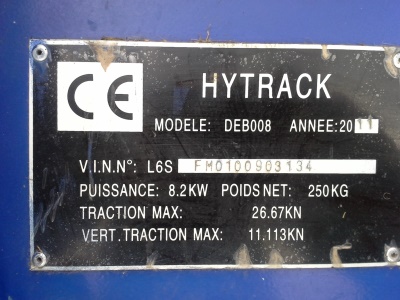 CE
HYTRACK
MODELE: DEB008 ANNEE:2011
V.I.N.N°: L6S FM0100903134
PUISSANCE: 8.2KW POIDS NET: 250KG
TRACTION MAX: 26.67KN
VERT.TRACTION MAX: 11.113KN